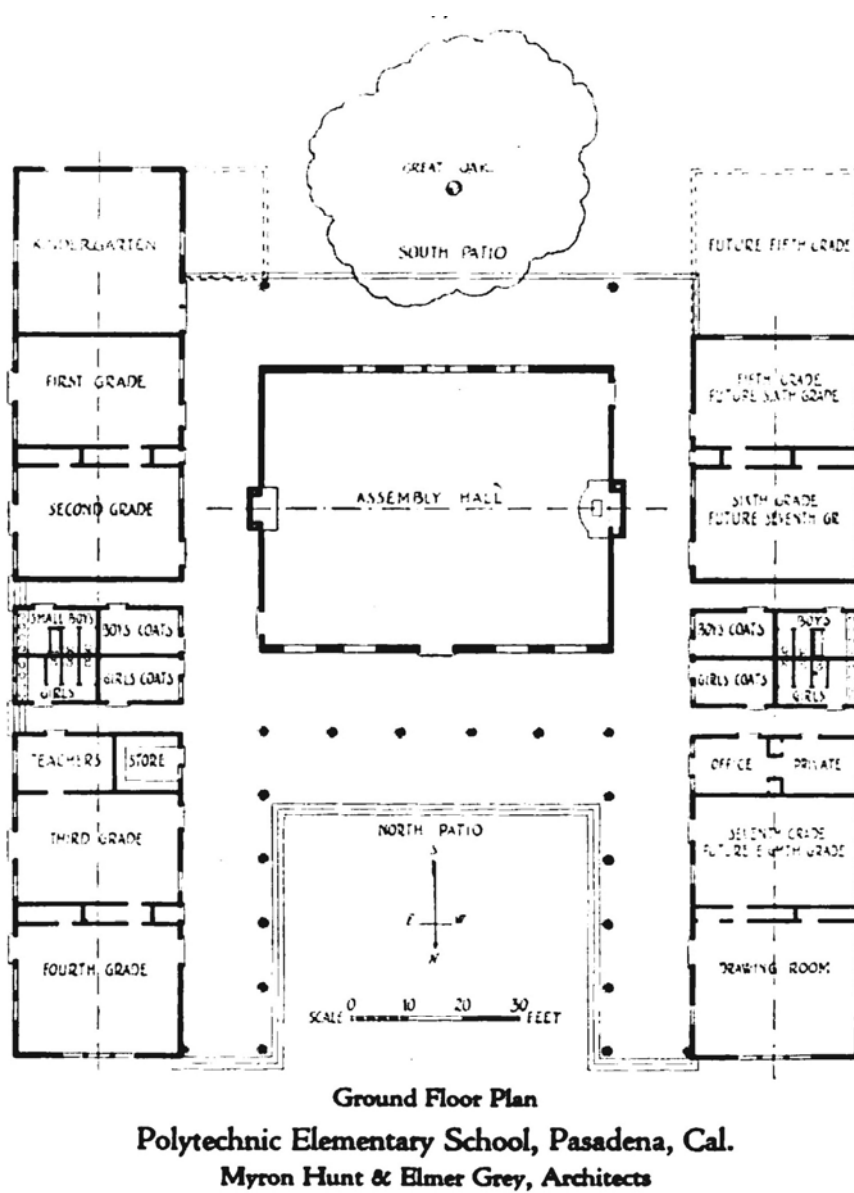 GREAT OAK
SOUTH PATIO
KINDERGARTEN
FUTURE FIFTH GRADE
FIRST GRADE
FIFTH GRADE
FUTURE SIXTH GRADE
ASSEMBLY HALL
SECOND GRADE
SIXTH GRADE
FUTURE SEVENTH GR.
SMALL BOYS
BOYS COATS
GIRLS
GIRLS COATS
BOYS COATS
BOYS
GIRLS COATS
GIRLS
TEACHERS
STORE
OFFICE
PRIVATE
THIRD GRADE
NORTH PATIO
SEVENTH GRADE
FUTURE EIGHTH GRADE
S
E W
N
FOURTH GRADE
DRAWING ROOM
SCALE 0 10 20 30 FEET
Ground Floor Plan
Polytechnic Elementary School, Pasadena, Cal.
Myron Hunt & Elmer Grey, Architects